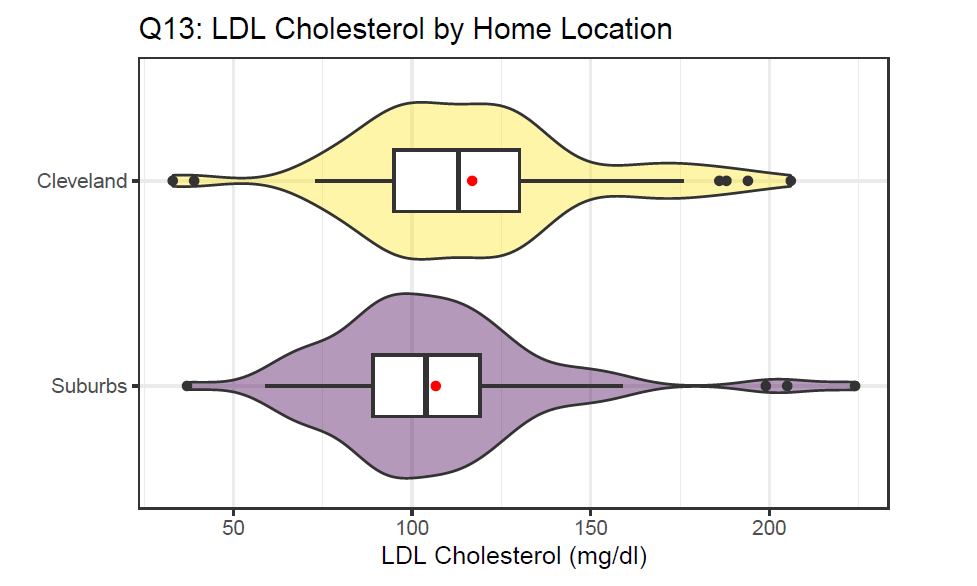 Q13: LDL Cholesterol by Home Location
Cleveland
Suburbs
50 100 150 200
LDL Cholesterol (mg/dl)